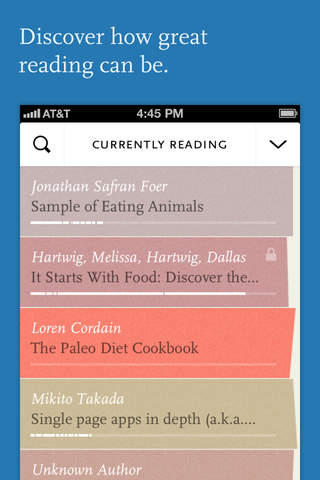 Discover how great
reading can be.
AT&T 4:45 PM
CURRENTLY READING
Jonathan Safran Foer
Sample of Eating Animals
Hartwig, Melissa, Hartwig, Dallas
It Starts With Food: Discover the...
Loren Cordain
The Paleo Diet Cookbook
Mikito Takada
Single page apps in depth (a.k.a....
Unknown Author